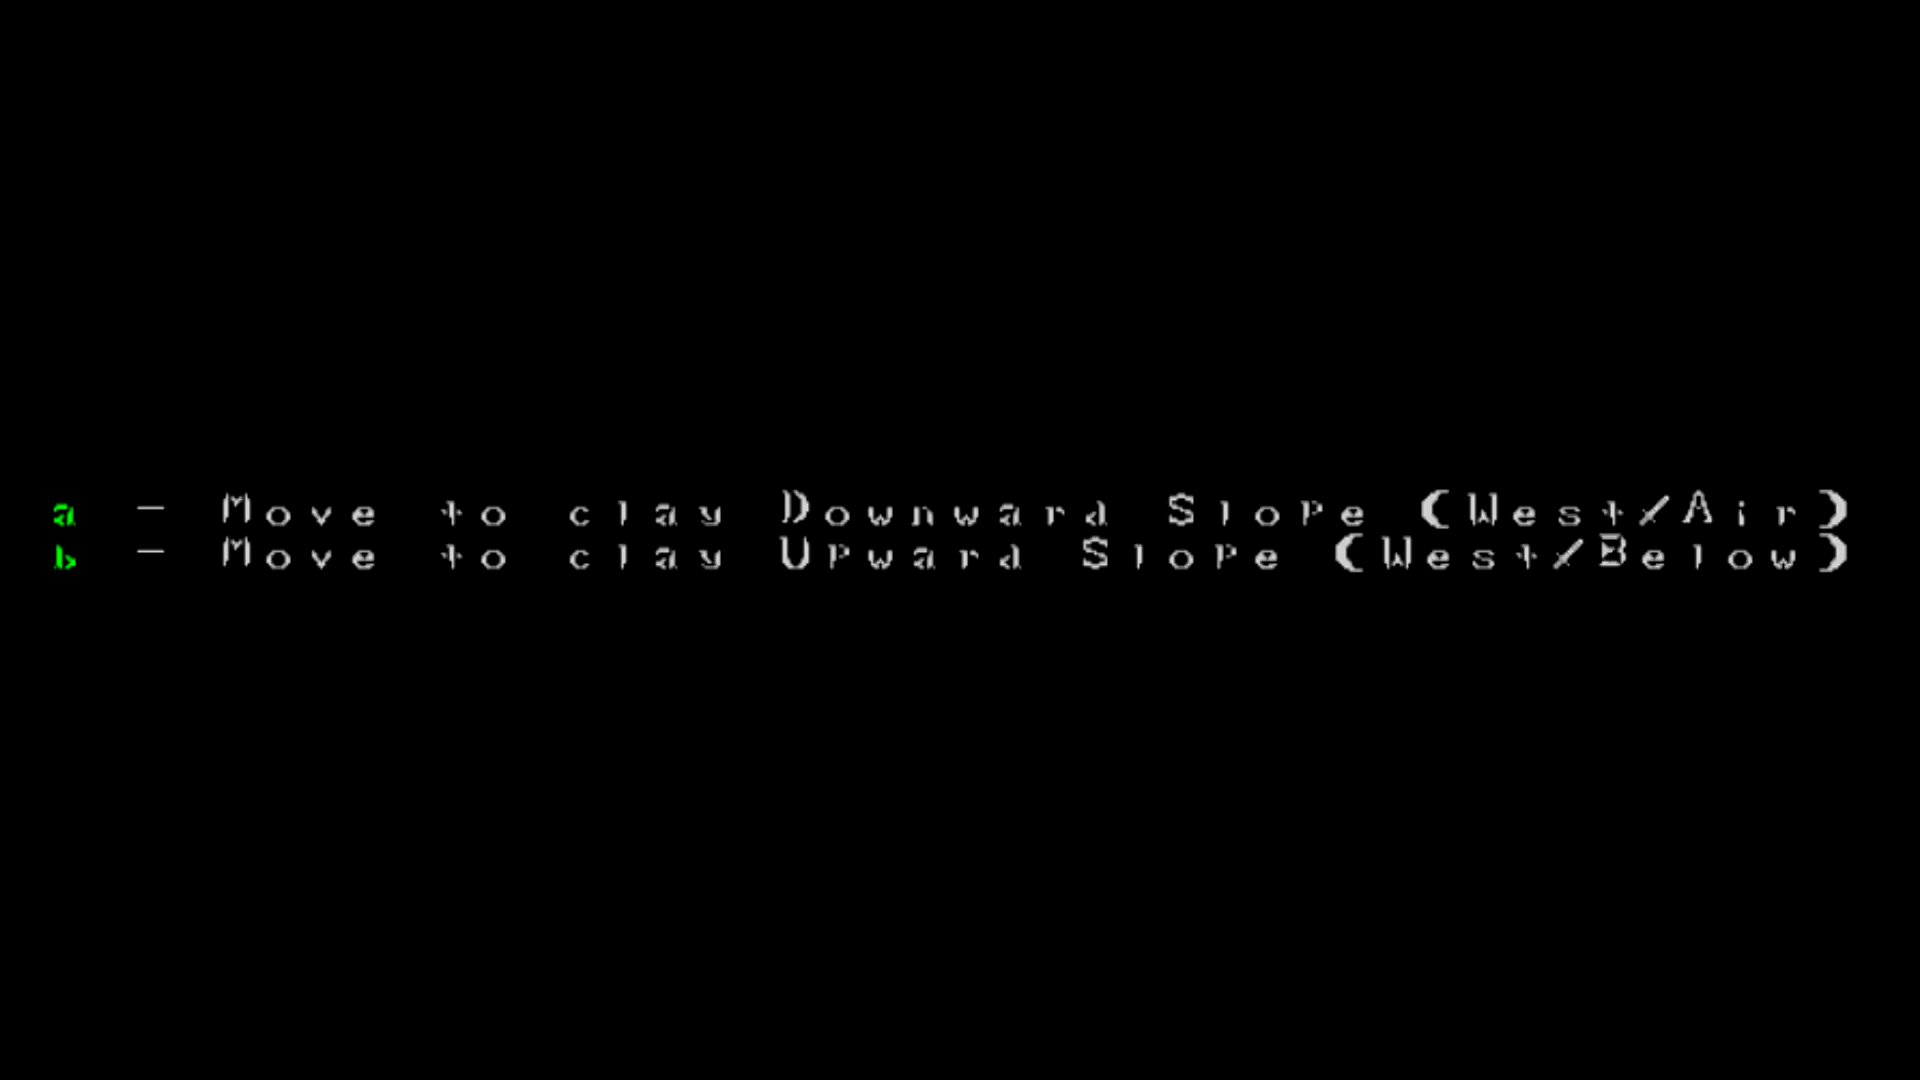 a - Move to clay Downward Slope (West/Air)
b - Move to clay Upward Slope (West/Below)